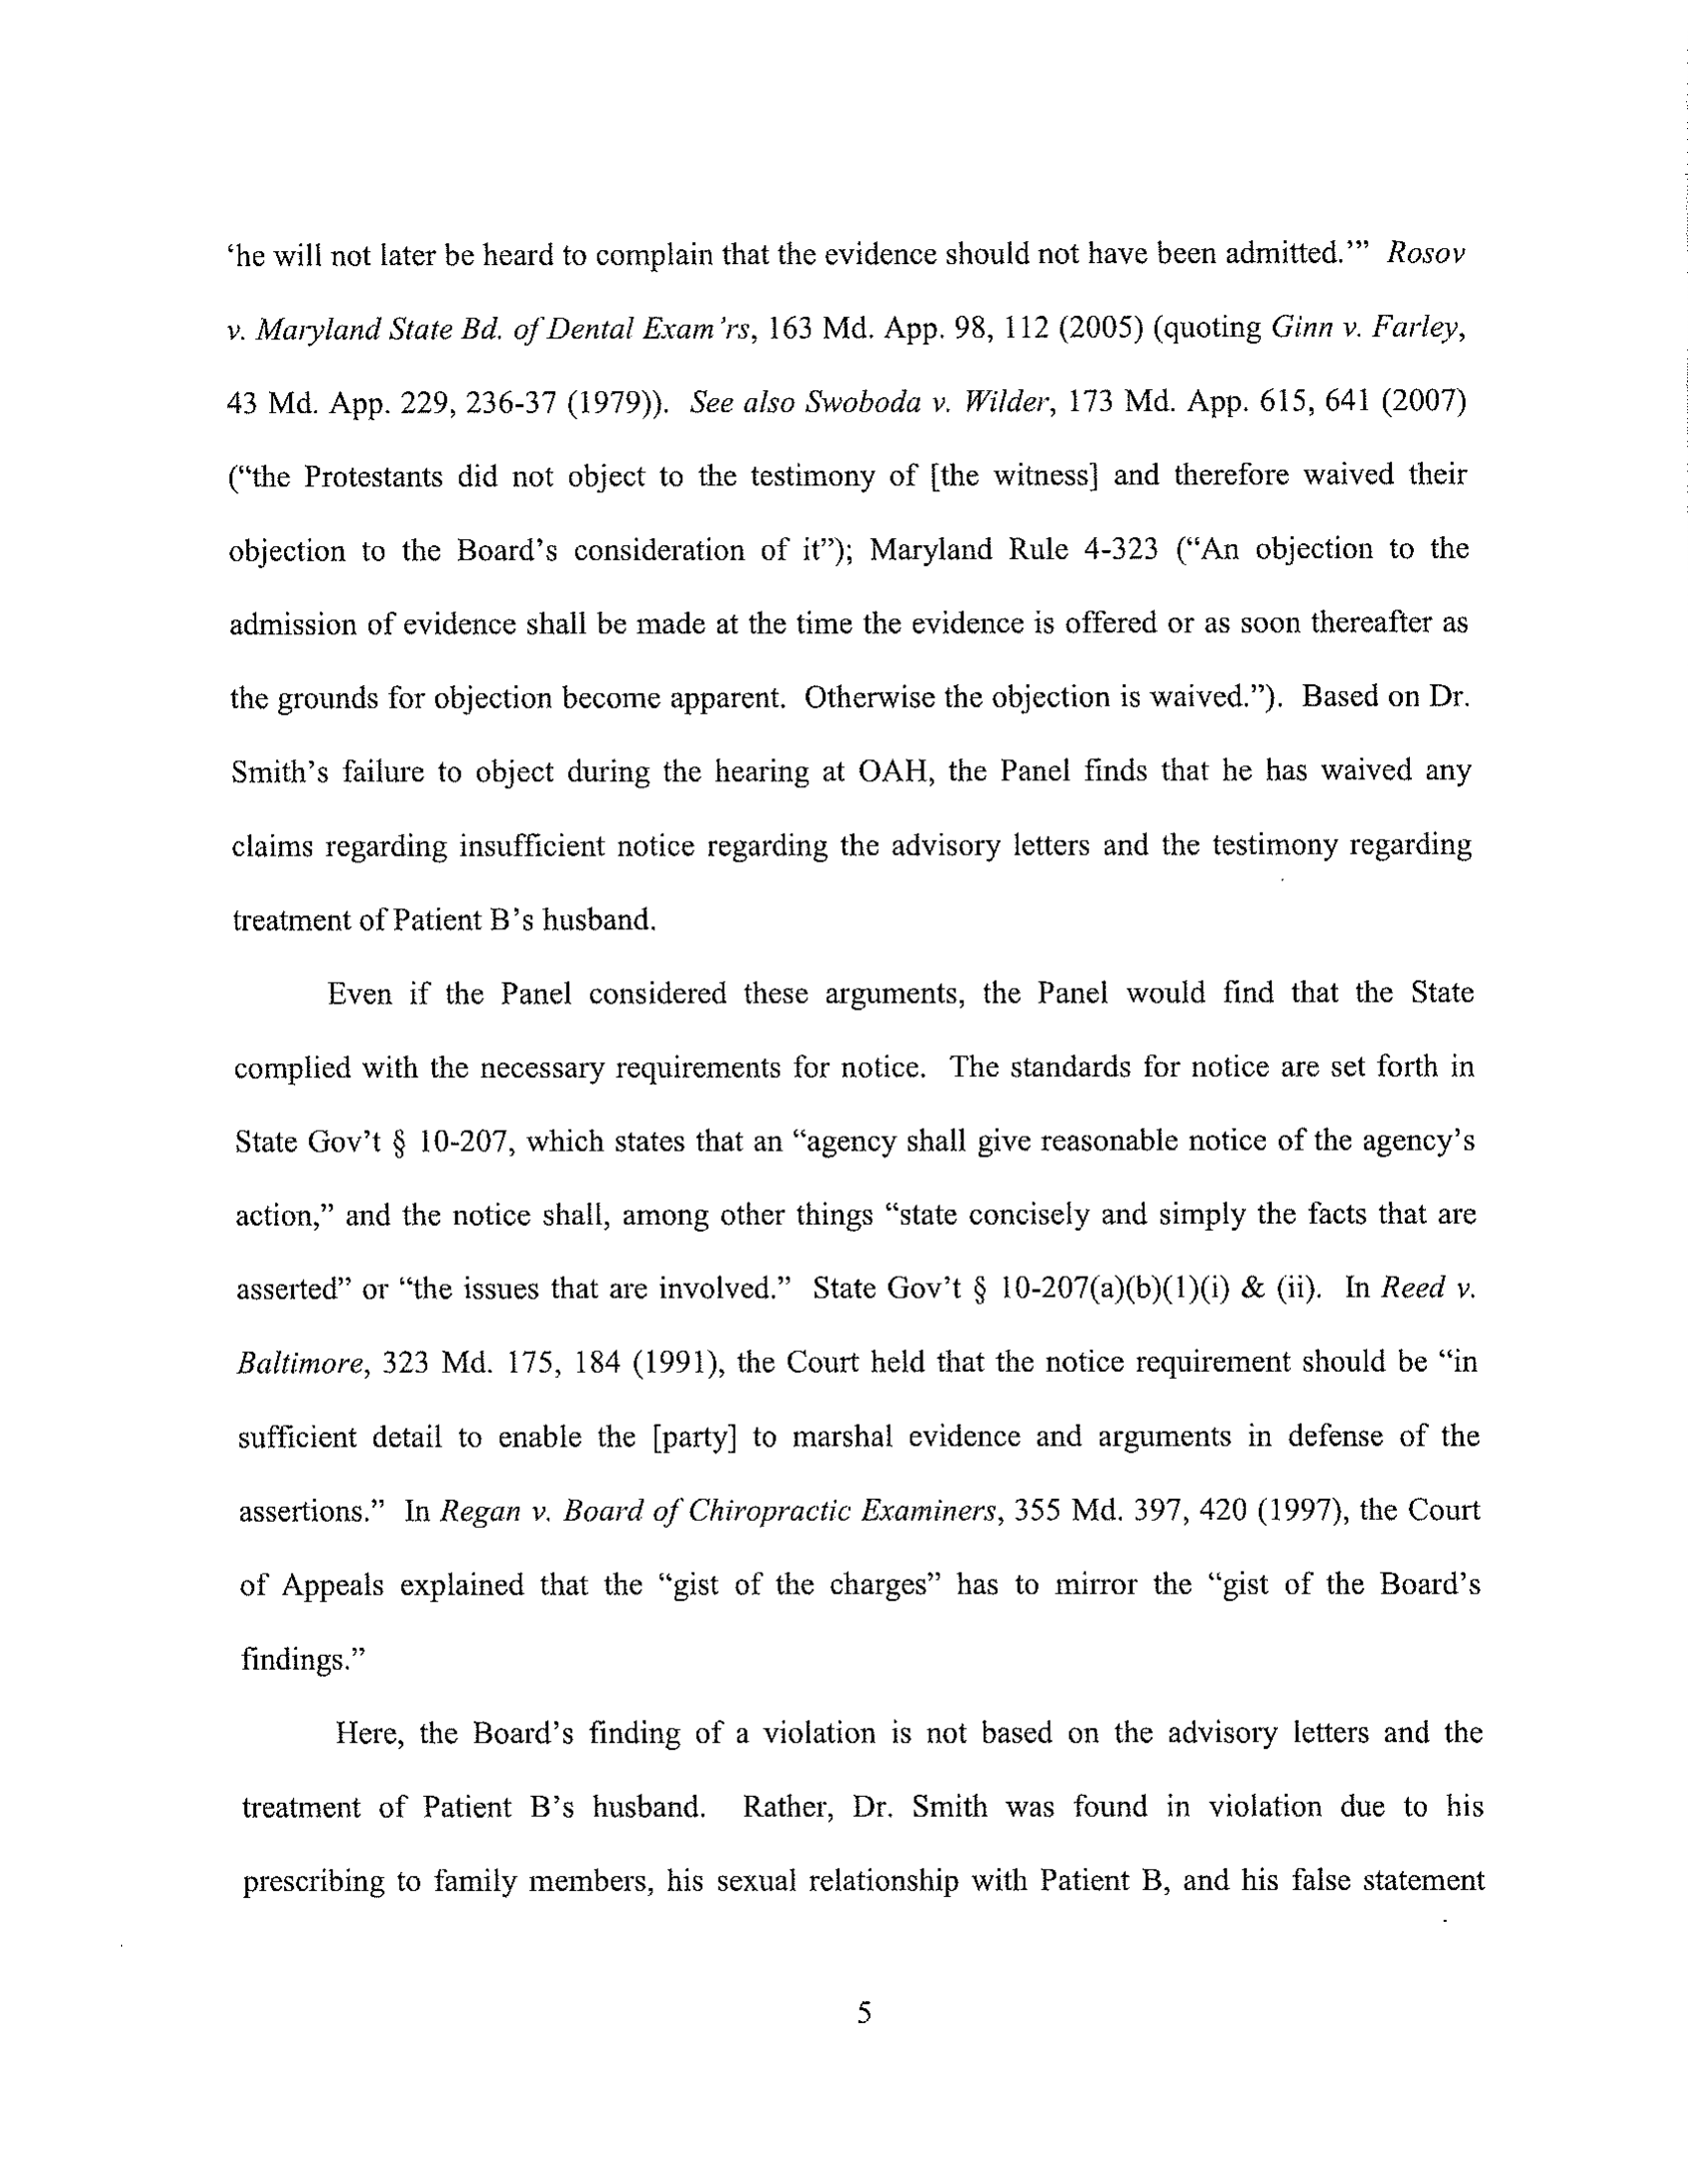 ‘he will not later be heard to complain that the evidence should not have been admitted.’” Rosov
v. Maryland State Bd. of Dental Exam’rs, 163 Md. App. 98, 112 (2005) (quoting Ginn v. Farley,
43 Md. App. 229, 236-37 (1979)). See also Swoboda v. Wilder, 173 Md. App. 615, 641 (2007)
(“the Protestants did not object to the testimony of [the witness] and therefore waived their
objection to the Board’s consideration of it”); Maryland Rule 4-323 (“An objection to the
admission of evidence shall be made at the time the evidence is offered or as soon thereafter as
the grounds for objection become apparent. Otherwise the objection is waived.”). Based on Dr.
Smith’s failure to object during the hearing at OAH, the Panel finds that he has waived any
claims regarding insufficient notice regarding the advisory letters and the testimony regarding
treatment of Patient B’s husband.
Even if the Panel considered these arguments, the Panel would find that the State
complied with the necessary requirements for notice. The standards for notice are set forth in
State Gov’t § 10-207, which states that an “agency shall give reasonable notice of the agency’s
action,” and the notice shall, among other things “state concisely and simply the facts that are
asserted” or “the issues that are involved.” State Gov’t § 10-207(a)(b)(1)(i) & (ii). In Reed v.
Baltimore, 323 Md. 175, 184 (1991), the Court held that the notice requirement should be “in
sufficient detail to enable the [party] to marshal evidence and arguments in defense of the
assertions.” In Regan v. Board of Chiropractic Examiners, 355 Md. 397, 420 (1997), the Court
of Appeals explained that the “gist of the charges” has to mirror the “gist of the Board’s
findings.”
Here, the Board’s finding of a violation is not based on the advisory letters and the
treatment of Patient B’s husband. Rather, Dr. Smith was found in violation due to his
prescribing to family members, his sexual relationship with Patient B, and his false statement
5